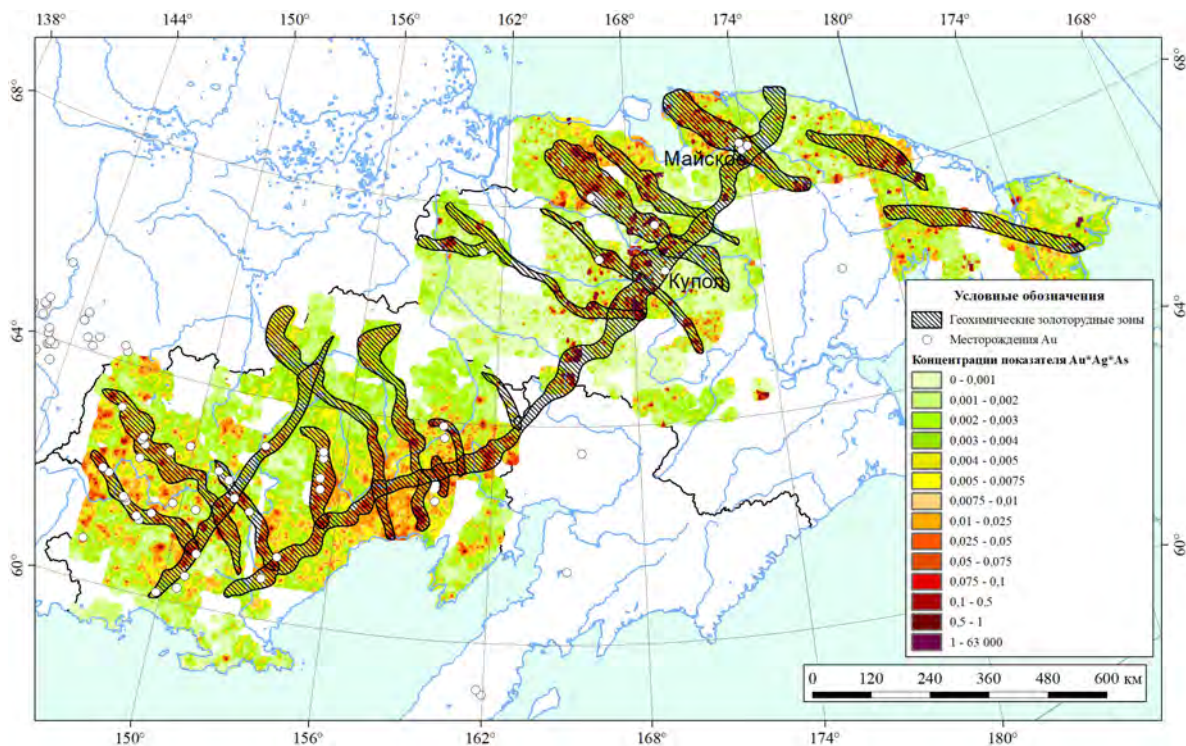 138° 144° 150° 156° 162° 168° 174° 180° 174° 168°
68° 68°
Майское
Купол
64° 64°
60° 60°
Условные обозначения
Геохимические золоторудные зоны
Месторождения Au
Концентрации показателя Au*Ag*As
0 - 0,001
0.001 - 0,002
0.002 - 0,003
0.003 - 0,004
0.004 - 0,005
0.005 - 0,0075
0.0075 - 0,01
0.01 - 0,025
0.025 - 0,05
0.05 - 0,075
0.075 - 0,1
0,1 - 0,5
0.5 - 1
1 - 63 000
0 120 240 360 480 600 км
150° 156° 162° 168° 174° 180°